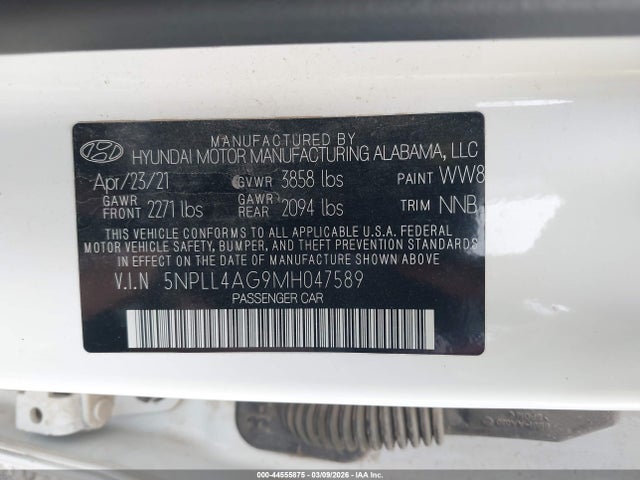 MANUFACTURED BY
HYUNDAI MOTOR MANUFACTURING ALABAMA, LLC
Apr/23/21 GVWR 3858 lbs PAINT WW8
GAWR FRONT 2271 lbs GAWR REAR 2094 lbs TRIM NNB
THIS VEHICLE CONFORMS TO ALL APPLICABLE U.S.A. FEDERAL
MOTOR VEHICLE SAFETY, BUMPER, AND THEFT PREVENTION STANDARDS
IN EFFECT ON THE DATE OF MANUFACTURE SHOWN ABOVE.
V.I.N 5NPLL4AG9MH047589
PASSENGER CAR
000-44555875 | 03/09/2026 - IAA Inc.